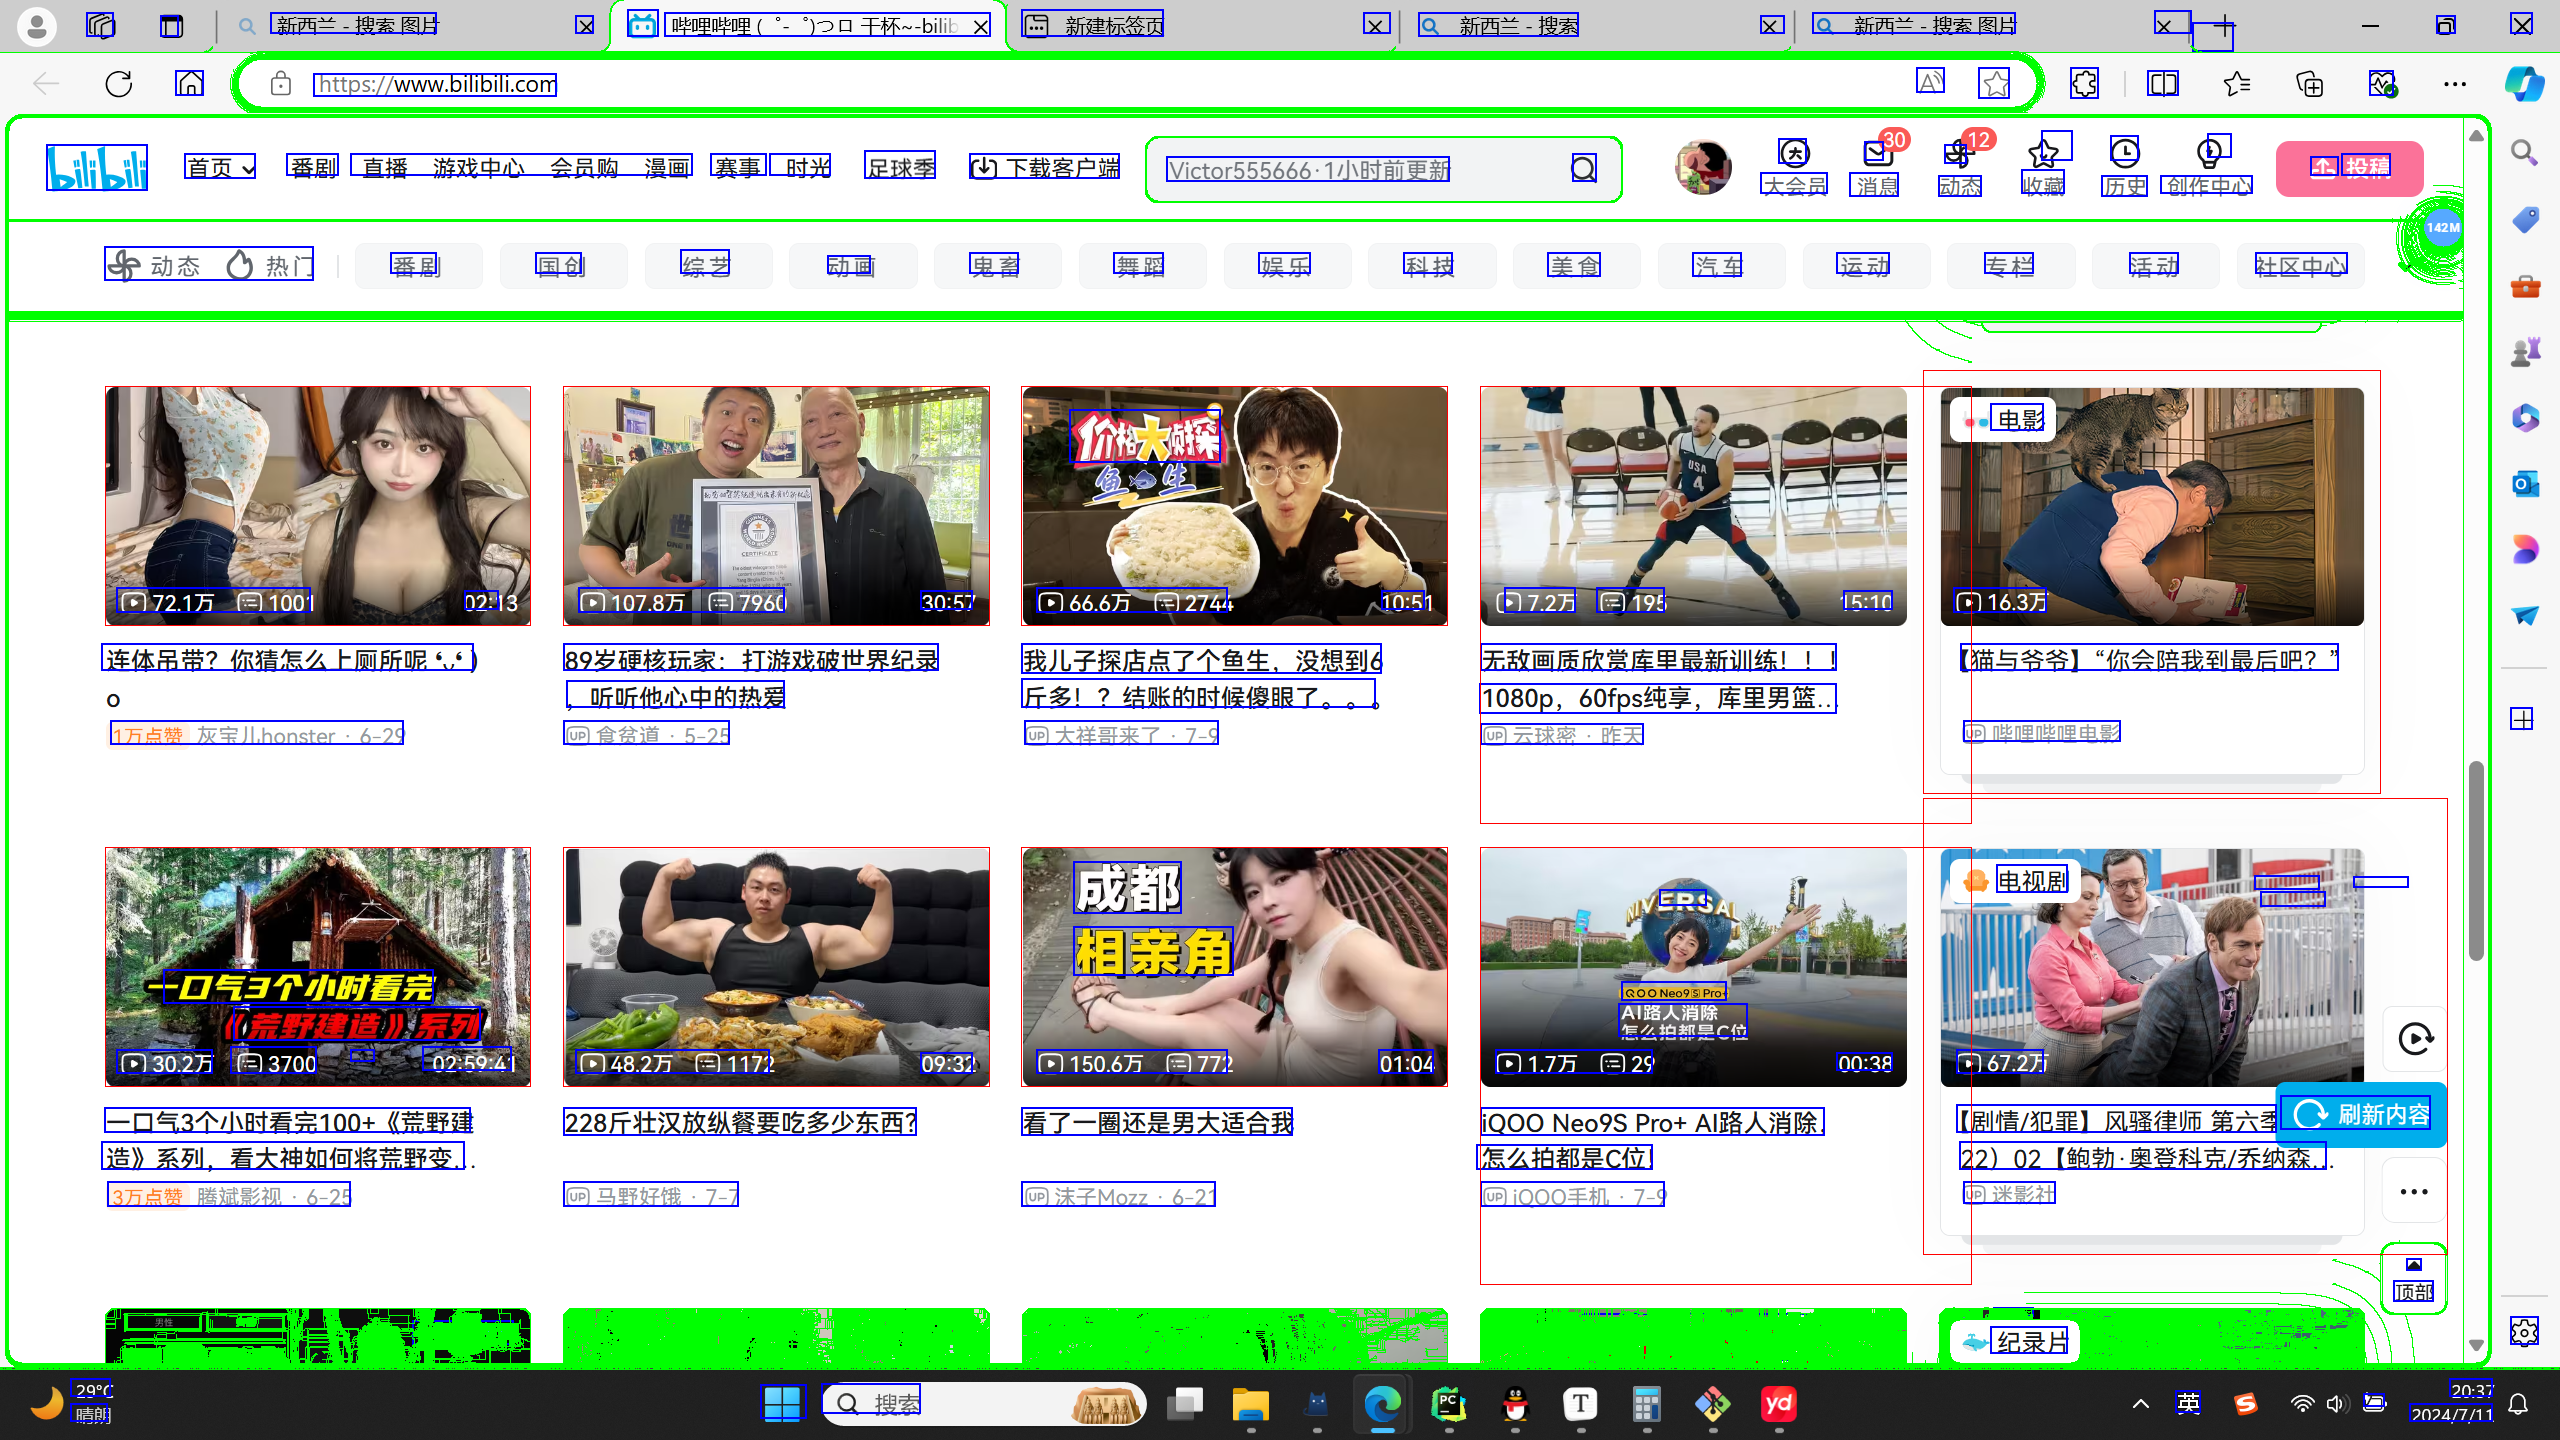 新西兰 - 搜索 图片
哔哩哔哩 (゜-゜)つロ 干杯~-bilib
新建标签页
新西兰 - 搜索
新西兰 - 搜索 图片
https://www.bilibili.com
bilibili
首页
番剧
直播
游戏中心
会员购
漫画
赛事
时光
足球季
下载客户端
Victor555666·1小时前更新
大会员
30
消息
12
动态
收藏
历史
创作中心
投稿
142M
动态
热门
番剧
国创
综艺
动画
鬼畜
舞蹈
娱乐
科技
美食
汽车
运动
专栏
活动
社区中心
72.1万 1001 02:13
连体吊带？你猜怎么上厕所呢 ❛ᴗ❛ )
o
1万点赞 灰宝儿honster · 6-29
CERTIFICATE
107.8万 7960 30:57
89岁硬核玩家：打游戏破世界纪录
，听听他心中的热爱
UP 食贫道 · 5-25
价格大侦探
鱼生
66.6万 2744 10:51
我儿子探店点了个鱼生，没想到6
斤多！？结账的时候傻眼了。。。
UP 大祥哥来了 · 7-9
USA
4
7.2万 195 15:10
无敌画质欣赏库里最新训练！！！
1080p，60fps纯享，库里男篮...
UP 云球密 · 昨天
电影
16.3万
【猫与爷爷】“你会陪我到最后吧？”
UP 哔哩哔哩电影
一口气3个小时看完
《荒野建造》系列
30.2万 3700 02:59:41
一口气3个小时看完100+《荒野建
造》系列，看大神如何将荒野变...
3万点赞 腾斌影视 · 6-25
48.2万 1172 09:32
228斤壮汉放纵餐要吃多少东西?
UP 马野好饿 · 7-7
成都
相亲角
150.6万 772 01:04
看了一圈还是男大适合我
UP 沫子Mozz · 6-21
UNIVERSAL
iQOO Neo9S Pro+
AI路人消除
怎么拍都是C位
1.7万 29 00:38
iQOO Neo9S Pro+ AI路人消除，
怎么拍都是C位！
UP iQOO手机 · 7-9
电视剧
67.2万
【剧情/犯罪】风骚律师 第六季
22）02【鲍勃·奥登科克/乔纳森...
UP 迷影社
刷新内容
顶部
男性
纪录片
29°C
晴朗
搜索
PC
T
yd
英
20:37
2024/7/11